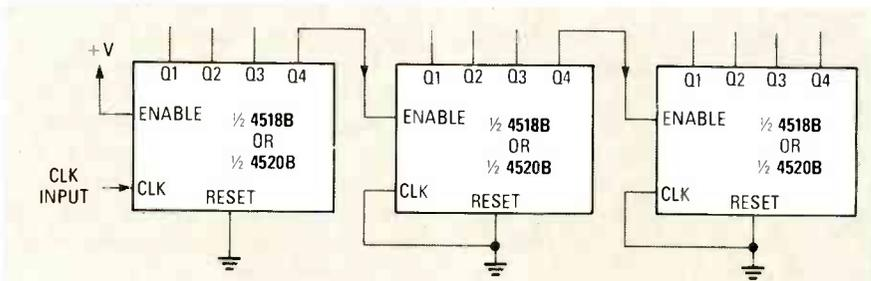 +V
Q1 Q2 Q3 Q4
ENABLE
½ 4518B
OR
½ 4520B
CLK
INPUT
CLK
RESET
Q1 Q2 Q3 Q4
ENABLE
½ 4518B
OR
½ 4520B
CLK
RESET
Q1 Q2 Q3 Q4
ENABLE
½ 4518B
OR
½ 4520B
CLK
RESET